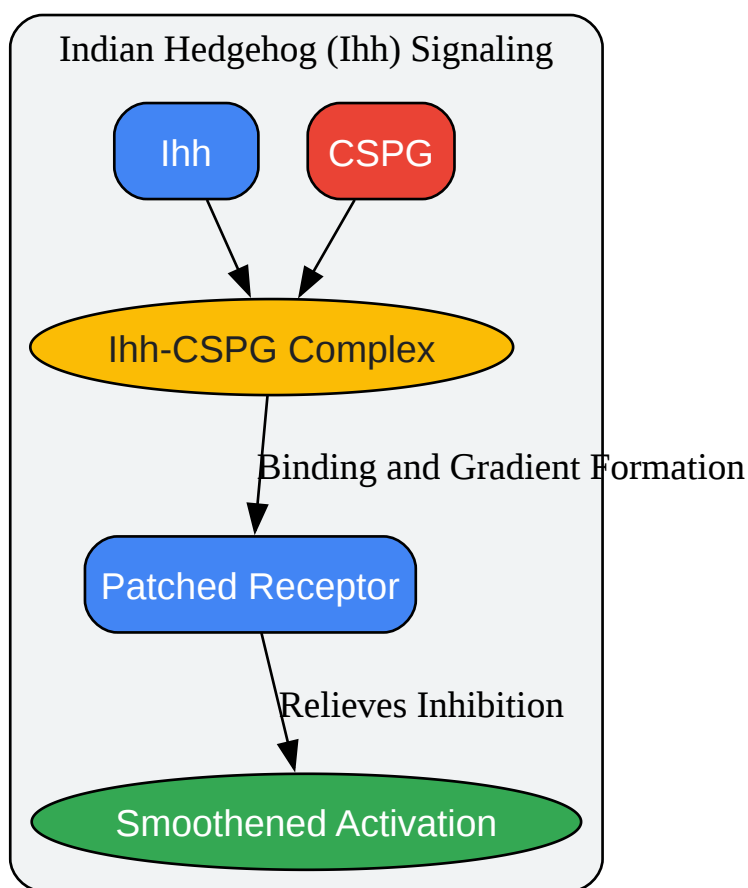 Indian Hedgehog (Ihh) Signaling
Ihh
CSPG
Ihh-CSPG Complex
Binding and Gradient Formation
Patched Receptor
Relieves Inhibition
Smoothened Activation